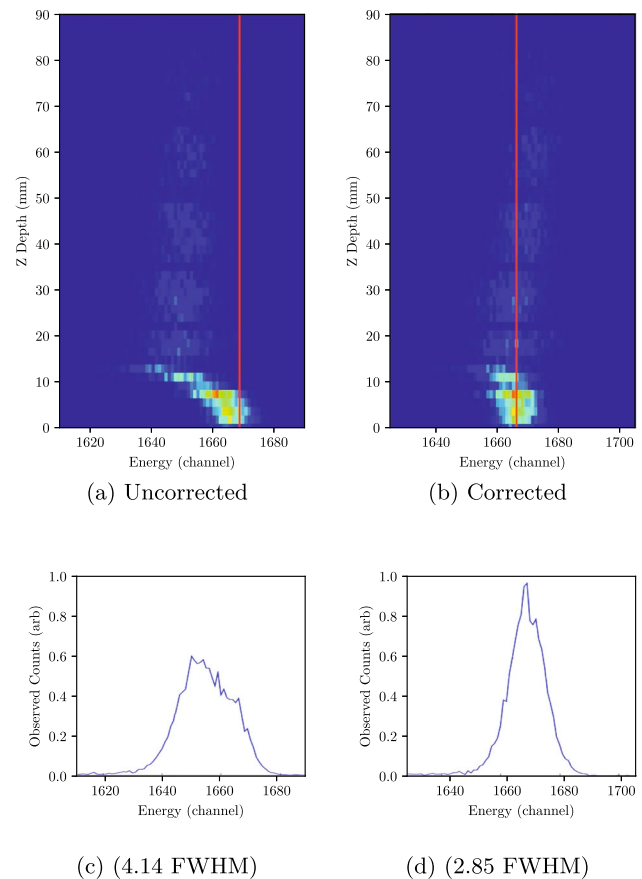 90
80
70
60
50
40
30
20
10
0
Z Depth (mm)
1620 1640 1660 1680
Energy (channel)
(a) Uncorrected
90
80
70
60
50
40
30
20
10
0
Z Depth (mm)
1640 1660 1680 1700
Energy (channel)
(b) Corrected
1.0
0.8
0.6
0.4
0.2
0.0
Observed Counts (arb)
1620 1640 1660 1680
Energy (channel)
(c) (4.14 FWHM)
1.0
0.8
0.6
0.4
0.2
0.0
Observed Counts (arb)
1640 1660 1680 1700
Energy (channel)
(d) (2.85 FWHM)